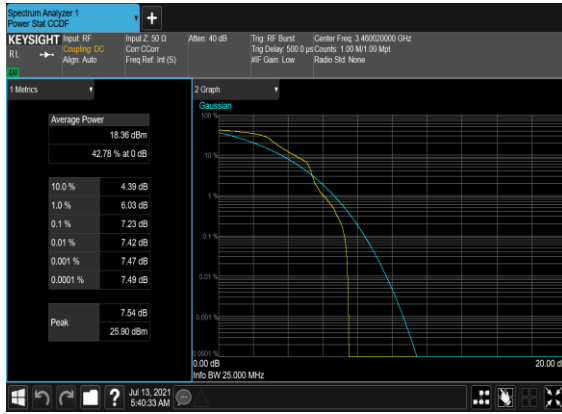 Spectrum Analyzer 1
Power Stat CCDF
+
KEYSIGHT
RL
Input: RF
Coupling: DC
Align: Auto
Input Z: 50 Ω
Corr CCorr
Freq Ref: Int (S)
Atten: 40 dB
Trig: RF Burst
Trig Delay: 500.0 µs
#IF Gain: Low
Center Freq: 3.460020000 GHz
Counts: 1.00 M/1.00 Mpt
Radio Std: None
1 Metrics
Average Power
18.36 dBm
42.78 % at 0 dB
10.0 % 4.39 dB
1.0 % 6.03 dB
0.1 % 7.23 dB
0.01 % 7.42 dB
0.001 % 7.47 dB
0.0001 % 7.49 dB
Peak 7.54 dB
25.90 dBm
2 Graph
Gaussian
100 %
10 %
1 %
0.1 %
0.01 %
0.001 %
0.0001 %
0.00 dB
20.00 d
Info BW 25.000 MHz
?
Jul 13, 2021
5:40:33 AM